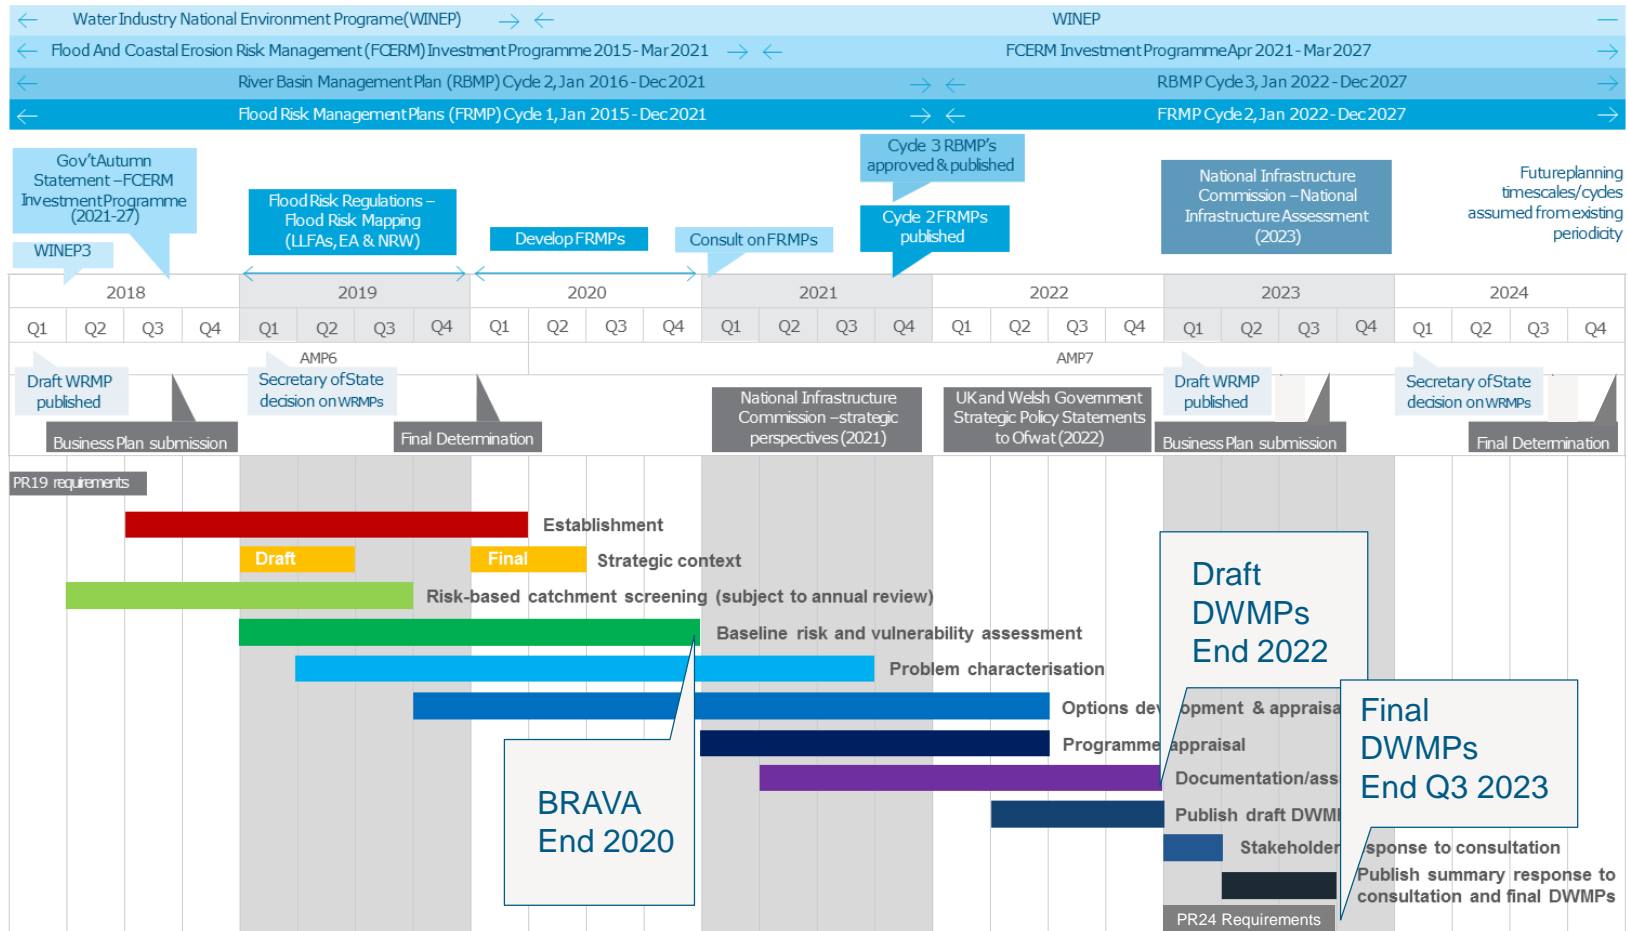 Water Industry National Environment Programe(WINEP)
WINEP
Flood And Coastal Erosion Risk Management (FCERM) Investment Programme 2015 - Mar 2021
FCERM Investment Programme Apr 2021 - Mar 2027
River Basin Management Plan (RBMP) Cycle 2, Jan 2016 - Dec 2021
RBMP Cycle 3, Jan 2022 - Dec 2027
Flood Risk Management Plans (FRMP) Cycle 1, Jan 2015 - Dec 2021
FRMP Cycle 2, Jan 2022 - Dec 2027
Gov't Autumn
Statement – FCERM
Investment Programme
(2021-27)
WINEP3
Flood Risk Regulations –
Flood Risk Mapping
(LLFAs, EA & NRW)
Develop FRMPs
Consult on FRMPs
Cycle 3 RBMP's
approved & published
Cycle 2 FRMPs
published
National Infrastructure
Commission – National
Infrastructure Assessment
(2023)
Future planning
timescales/cycles
assumed from existing
periodicity
2018 2019 2020 2021 2022 2023 2024
Q1 Q2 Q3 Q4 Q1 Q2 Q3 Q4 Q1 Q2 Q3 Q4 Q1 Q2 Q3 Q4 Q1 Q2 Q3 Q4 Q1 Q2 Q3 Q4 Q1 Q2 Q3 Q4
AMP6 AMP7
Draft WRMP
published
Business Plan submission
Secretary of State
decision on WRMPs
Final Determination
National Infrastructure
Commission – strategic
perspectives (2021)
UK and Welsh Government
Strategic Policy Statements
to Ofwat (2022)
Draft WRMP
published
Business Plan submission
Secretary of State
decision on WRMPs
Final Determination
PR19 requirements
Establishment
Draft
Final
Strategic context
Risk-based catchment screening (subject to annual review)
Baseline risk and vulnerability assessment
Problem characterisation
Options development & appraisa
Programme appraisal
Documentation/ass
Publish draft DWM
Stakeholder response to consultation
Publish summary response to
consultation and final DWMPs
PR24 Requirements
BRAVA
End 2020
Draft
DWMPs
End 2022
Final
DWMPs
End Q3 2023